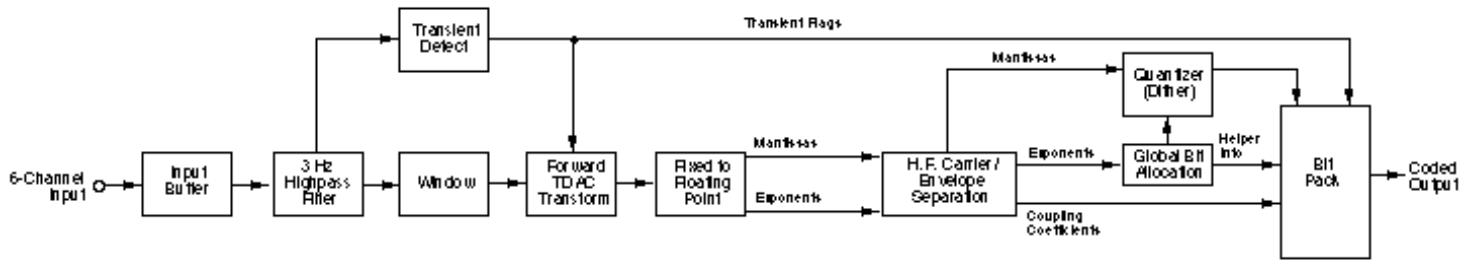 Transient Flags
Transient
Detect
Mantissas
Quantizer
(Dither)
6-Channel
Input
Input
Buffer
3 Hz
Highpass
Filter
Window
Forward
TDAC
Transform
Fixed to
Floating
Point
Mantissas
Exponents
H.F. Carrier /
Envelope
Separation
Exponents
Global Bit
Allocation
Helper
Info
Coupling
Coefficients
Bit
Pack
Coded
Output